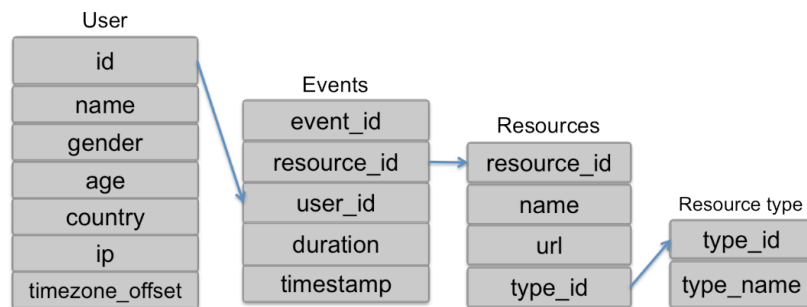 User
id
name
gender
age
country
ip
timezone_offset
Events
event_id
resource_id
user_id
duration
timestamp
Resources
resource_id
name
url
type_id
Resource type
type_id
type_name